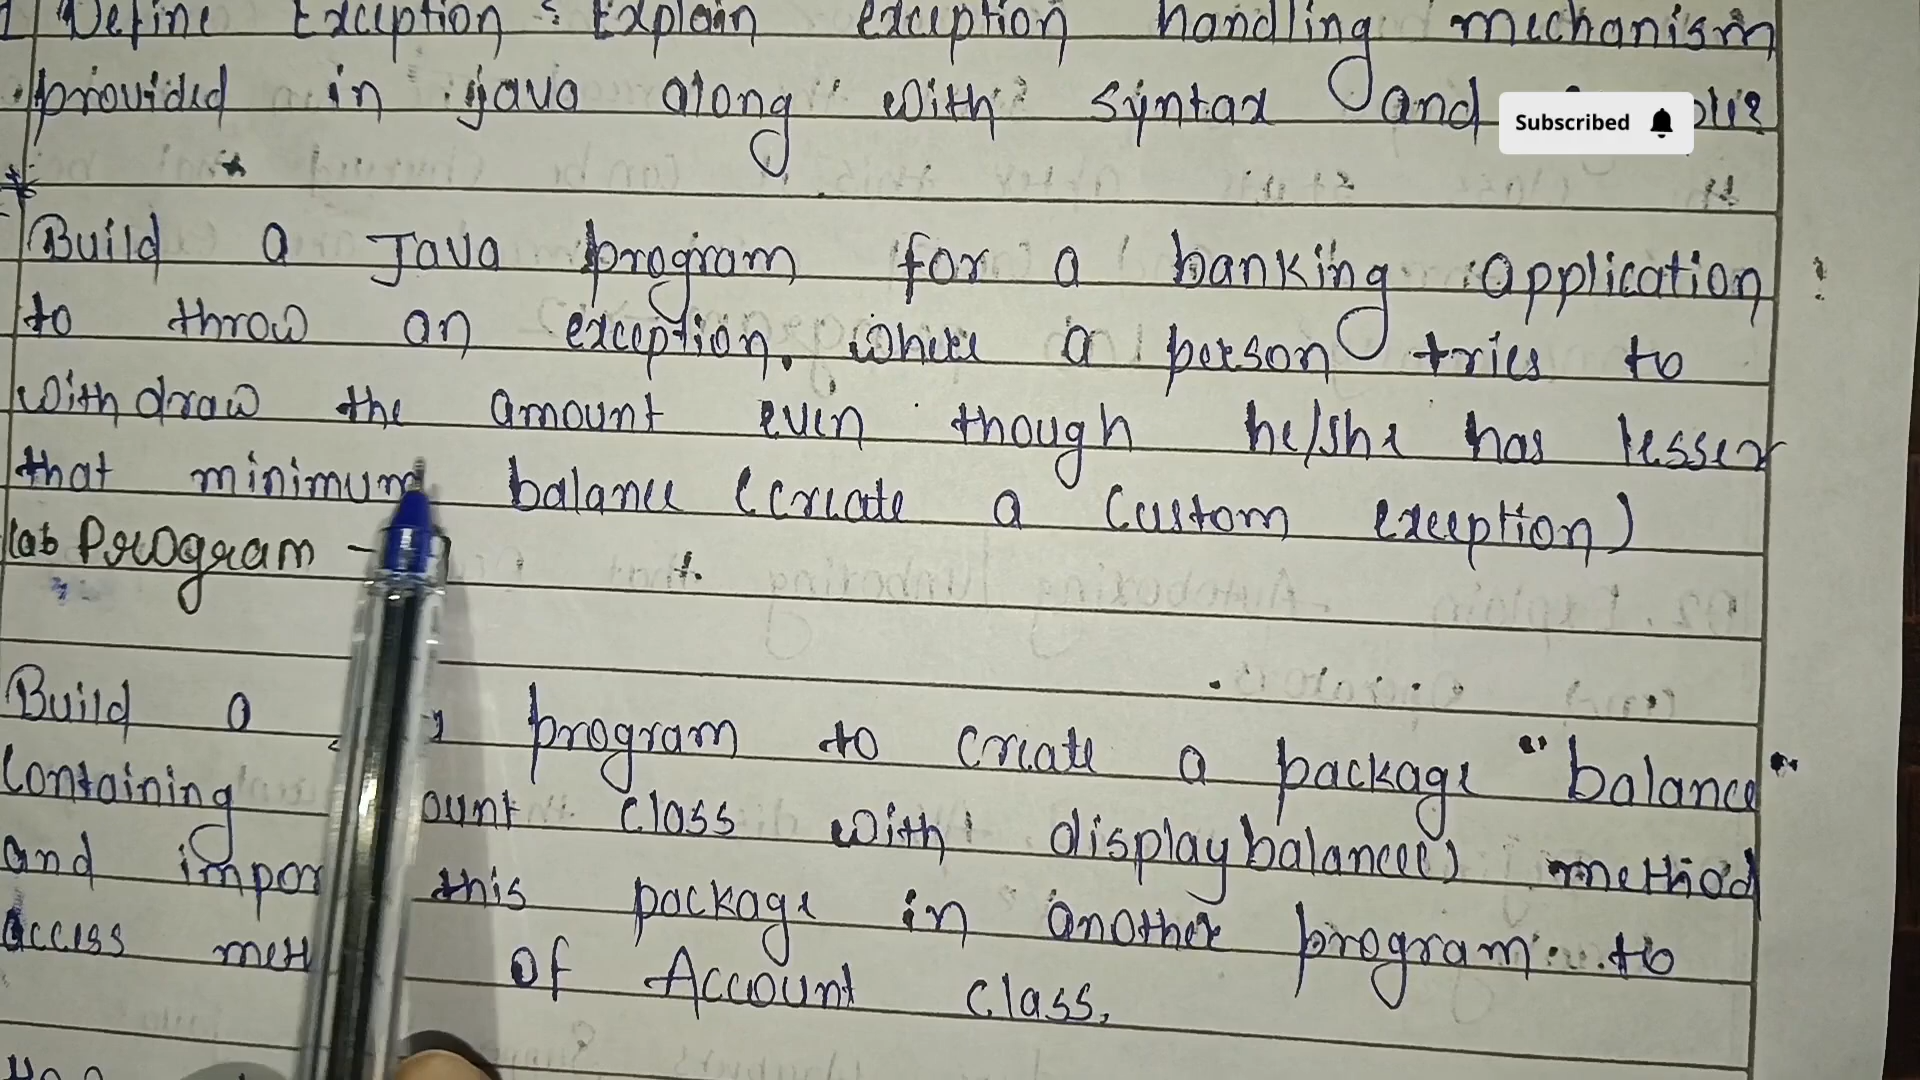 Define Exception? Explain exception handling mechanism
provided in java along with syntax and
Subscribed
Build a Java program for a banking application
to throw an exception. Where a person tries to
withdraw the amount even though he/she has lesser
that minimum balance (create a custom exception)
lab Program -
Build a program to create a package "balance"
Containing class with displaybalance() method
and this package in another program to
access of Account class.